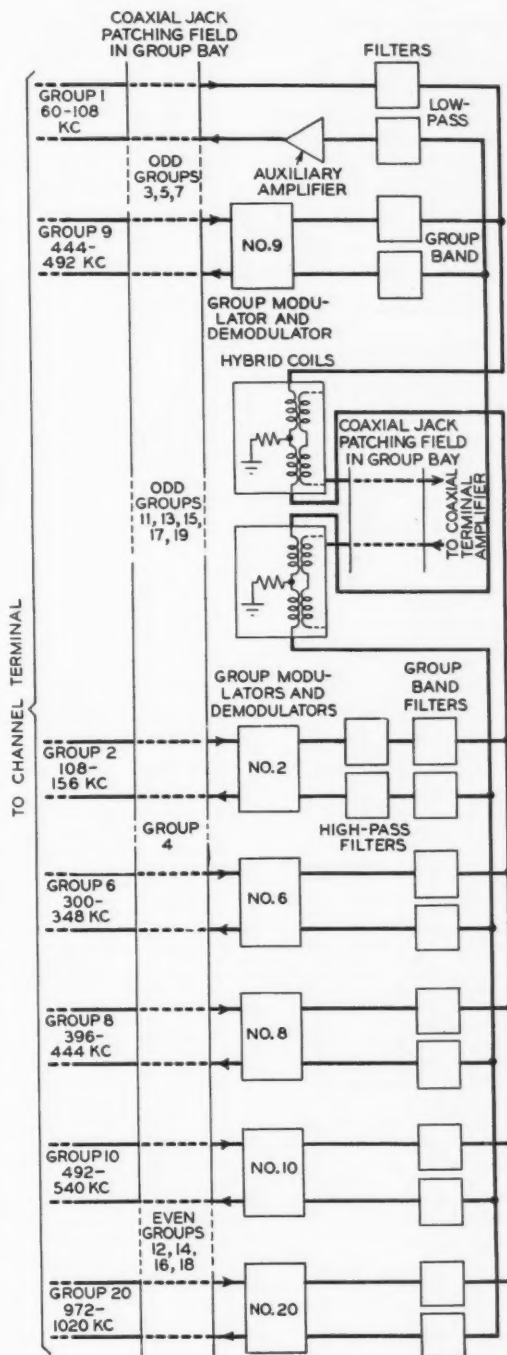 COAXIAL JACK
PATCHING FIELD
IN GROUP BAY
FILTERS
GROUP 1
60-108
KC
LOW-
PASS
AUXILIARY
AMPLIFIER
ODD
GROUPS
3,5,7
GROUP 9
444-
492 KC
NO.9
GROUP
BAND
GROUP MODU-
LATOR AND
DEMODULATOR
HYBRID COILS
COAXIAL JACK
PATCHING FIELD
IN GROUP BAY
TO COAXIAL
TERMINAL
AMPLIFIER
ODD
GROUPS
11, 13, 15,
17, 19
TO CHANNEL TERMINAL
GROUP MODU-
LATORS AND
DEMODULATORS
GROUP
BAND
FILTERS
GROUP 2
108-
156 KC
NO.2
HIGH-PASS
FILTERS
GROUP
4
GROUP 6
300-
348 KC
NO.6
GROUP 8
396-
444 KC
NO.8
GROUP 10
492-
540 KC
NO.10
EVEN
GROUPS
12, 14,
16, 18
GROUP 20
972-
1020 KC
NO.20